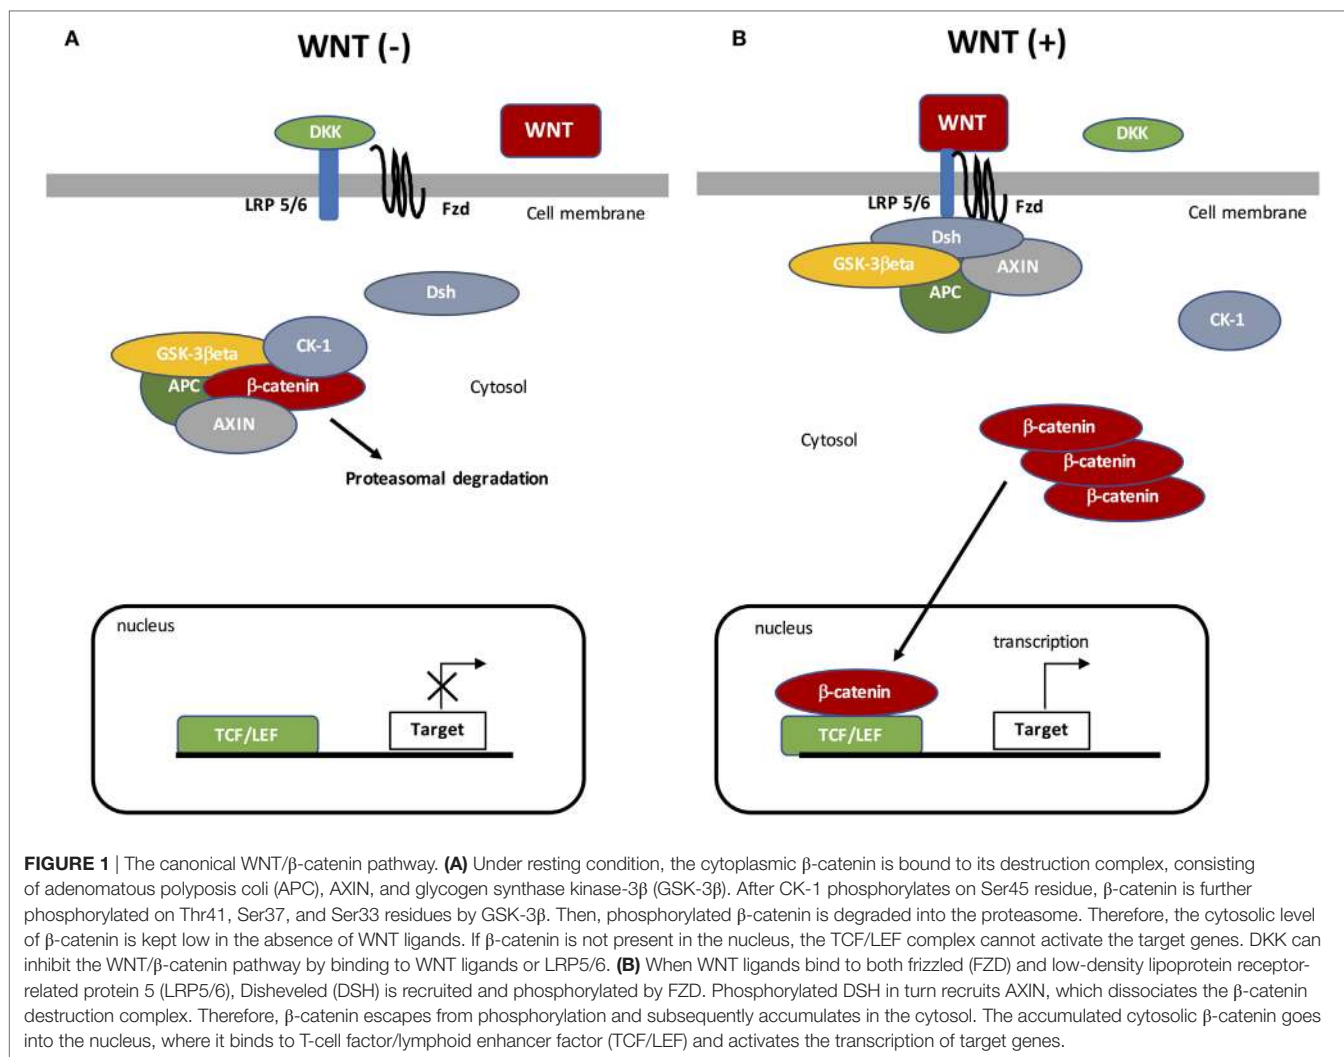 A
WNT (-)
DKK
WNT
LRP 5/6
Fzd
Cell membrane
Dsh
CK-1
GSK-3βeta
APC
β-catenin
AXIN
Cytosol
Proteasomal degradation
nucleus
TCF/LEF
Target
B
WNT (+)
WNT
DKK
LRP 5/6
Fzd
Cell membrane
Dsh
GSK-3βeta
AXIN
APC
CK-1
β-catenin
Cytosol
β-catenin
β-catenin
nucleus
transcription
β-catenin
TCF/LEF
Target
FIGURE 1 | The canonical WNT/β-catenin pathway. (A) Under resting condition, the cytoplasmic β-catenin is bound to its destruction complex, consisting
of adenomatous polyposis coli (APC), AXIN, and glycogen synthase kinase-3β (GSK-3β). After CK-1 phosphorylates on Ser45 residue, β-catenin is further
phosphorylated on Thr41, Ser37, and Ser33 residues by GSK-3β. Then, phosphorylated β-catenin is degraded into the proteasome. Therefore, the cytosolic level
of β-catenin is kept low in the absence of WNT ligands. If β-catenin is not present in the nucleus, the TCF/LEF complex cannot activate the target genes. DKK can
inhibit the WNT/β-catenin pathway by binding to WNT ligands or LRP5/6. (B) When WNT ligands bind to both frizzled (FZD) and low-density lipoprotein receptor-
related protein 5 (LRP5/6), Disheveled (DSH) is recruited and phosphorylated by FZD. Phosphorylated DSH in turn recruits AXIN, which dissociates the β-catenin
destruction complex. Therefore, β-catenin escapes from phosphorylation and subsequently accumulates in the cytosol. The accumulated cytosolic β-catenin goes
into the nucleus, where it binds to T-cell factor/lymphoid enhancer factor (TCF/LEF) and activates the transcription of target genes.